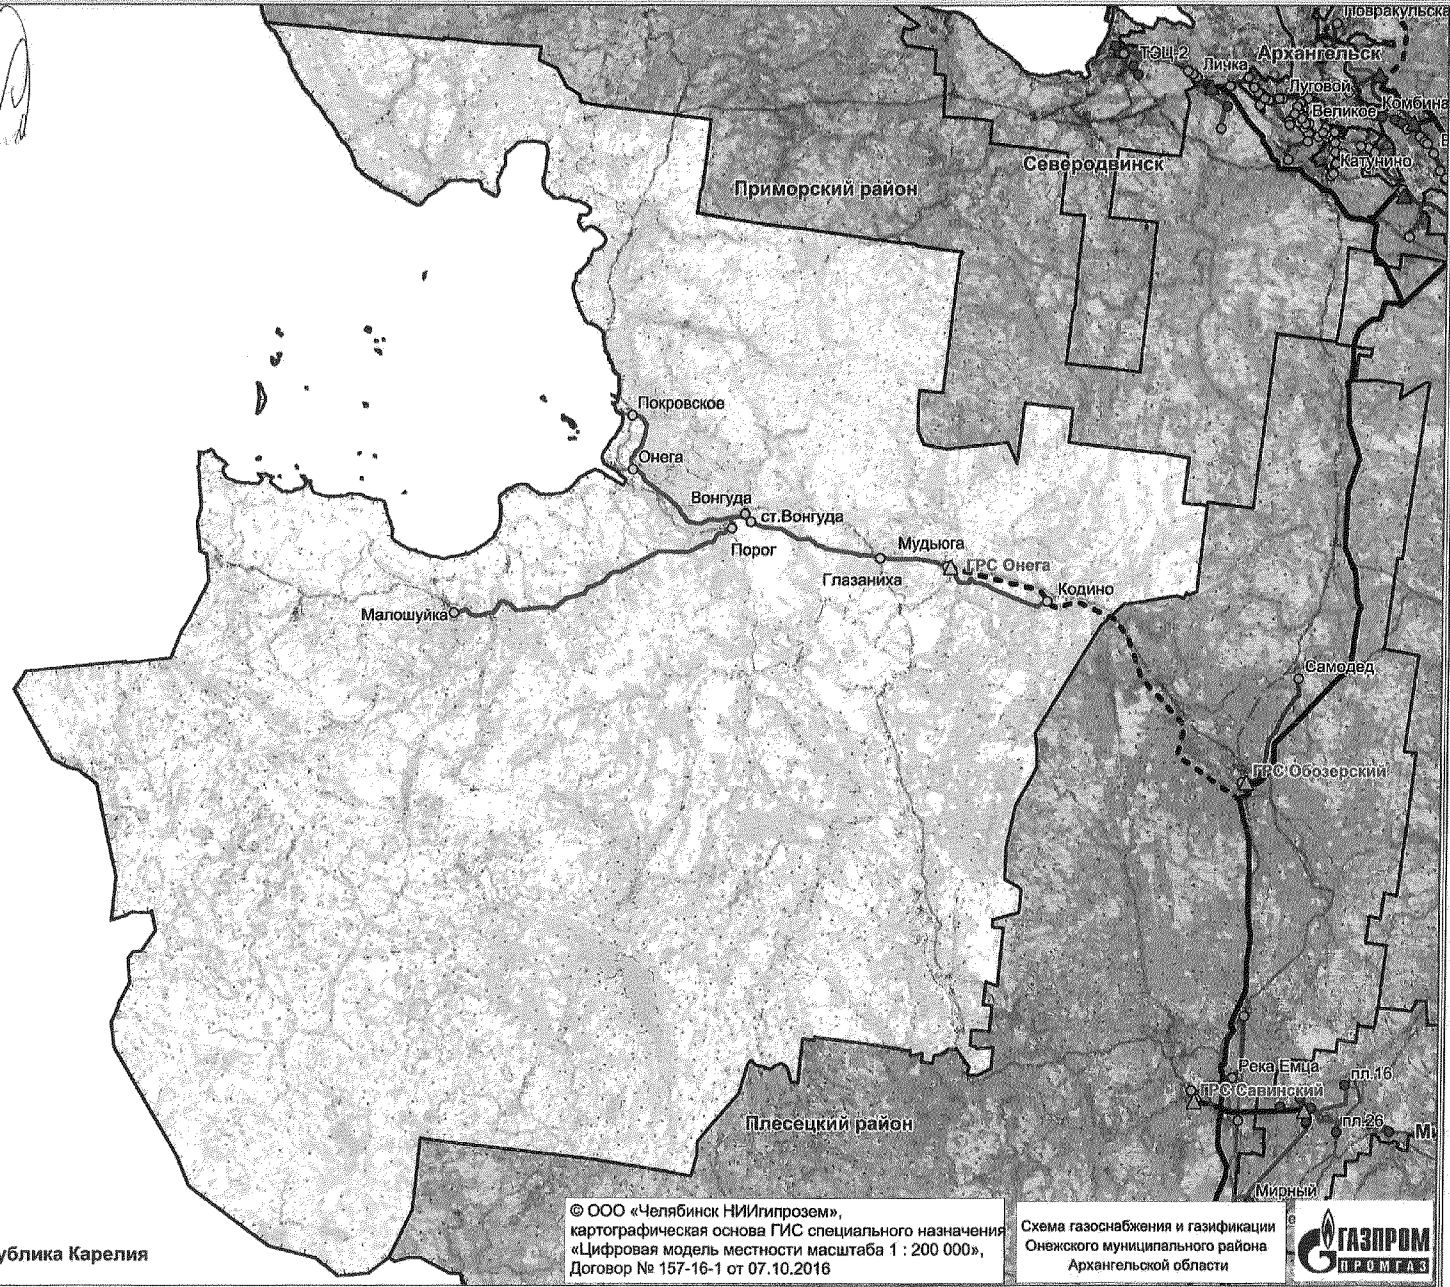 Повракульска
ТЭЦ-2
Архангельск
Личка
Луговой
Великое
Комбина
Катунино
Северодвинск
Приморский район
Покровское
Онега
Вонгуда
ст.Вонгуда
Порог
Мудьюга
Глазаниха
ГРС Онега
Кодино
Малошуйка
Самодед
ГРС Обозерский
Река Емца
пл.16
ГРС Савинский
пл.26
Плесецкий район
Мирный
ублика Карелия
© ООО «Челябинск НИИгипрозем»,
картографическая основа ГИС специального назначения
«Цифровая модель местности масштаба 1 : 200 000»,
Договор № 157-16-1 от 07.10.2016
Схема газоснабжения и газификации
Онежского муниципального района
Архангельской области
ГАЗПРОМ
ПРОМГАЗ